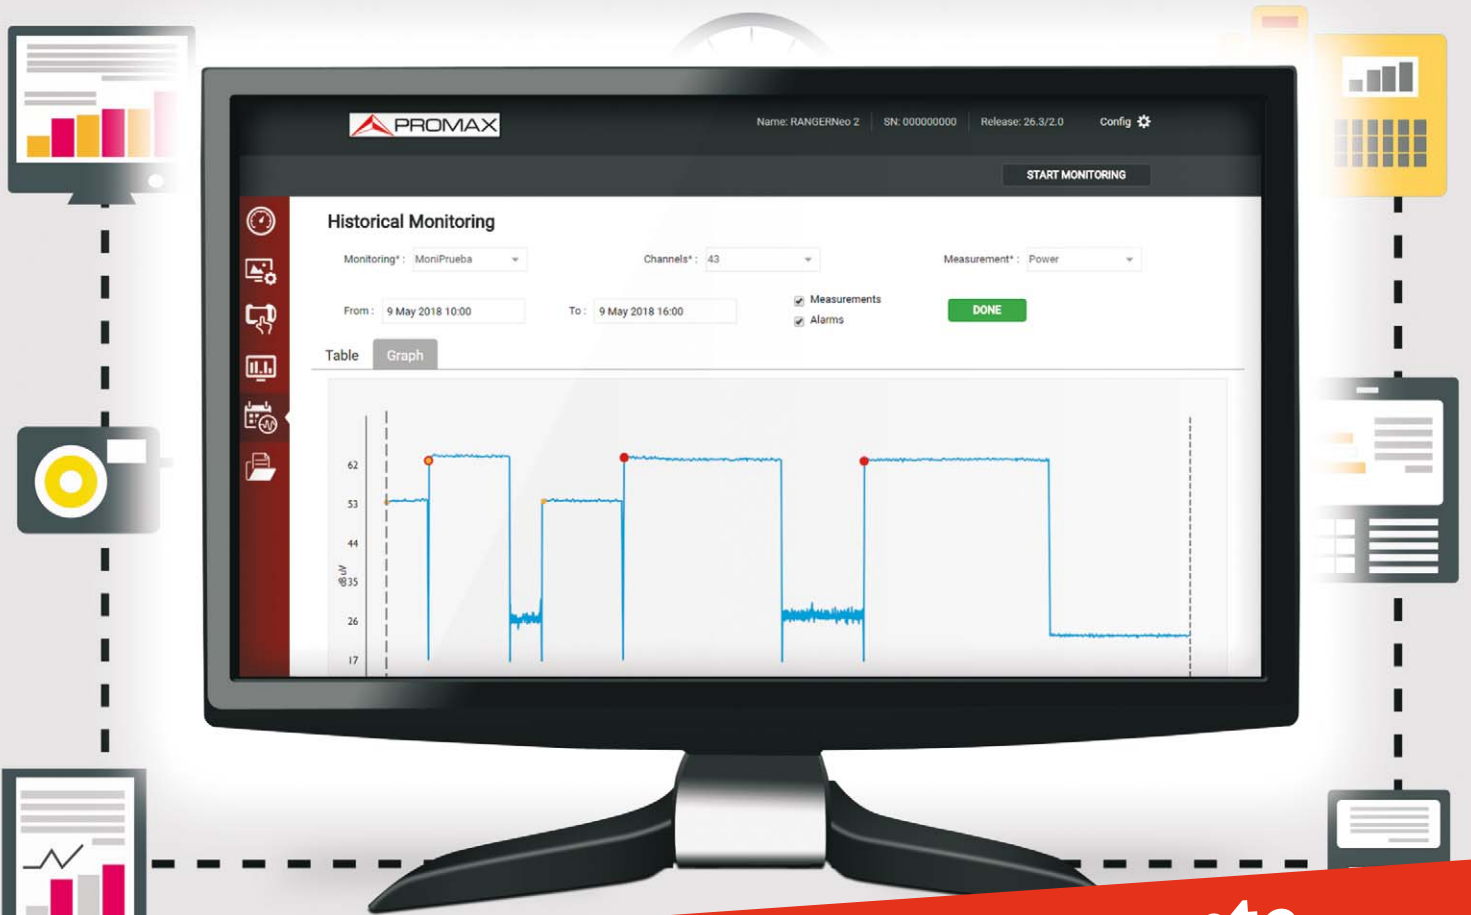 PROMAX
Name: RANGERNeo 2 SN: 000000000 Release: 26.3/2.0 Config
START MONITORING
Historical Monitoring
Monitoring* : MoniPrueba Channels* : 43 Measurement* : Power
From : 9 May 2018 10:00 To : 9 May 2018 16:00 Measurements DONE
Alarms
Table Graph
62
53
44
dBuV
35
26
17